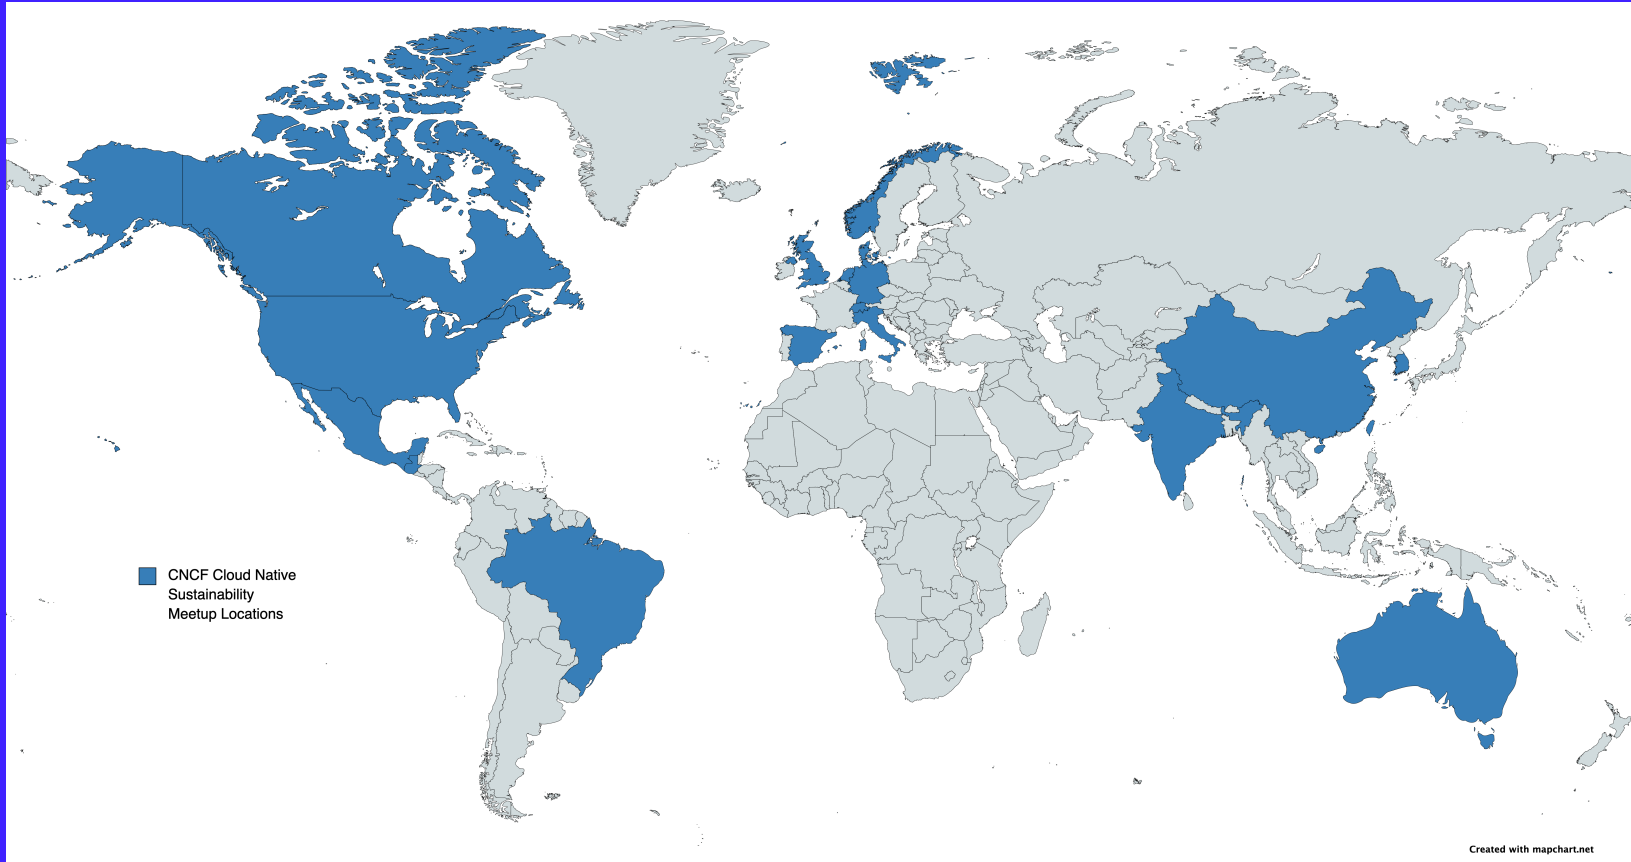 CNCF Cloud Native
Sustainability
Meetup Locations
Created with mapchart.net